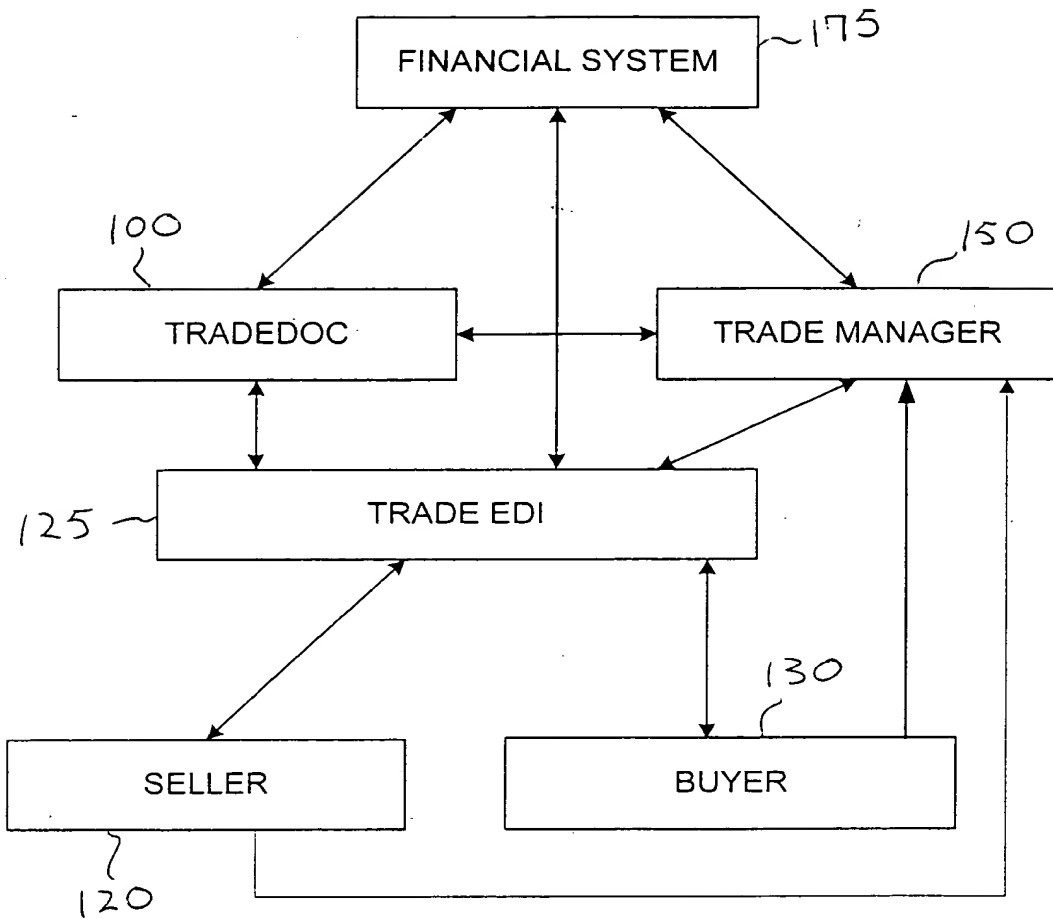 FINANCIAL SYSTEM
175
100
150
TRADEDOC
TRADE MANAGER
TRADE EDI
125
130
SELLER
BUYER
120